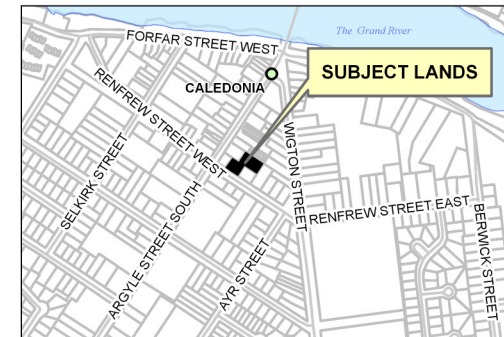 The Grand River
FORFAR STREET WEST
SUBJECT LANDS
CALEDONIA
RENFREW STREET WEST
WIGTON STREET
SELKIRK STREET
RENFREW STREET EAST
BERWICK STREET
ARGYLE STREET SOUTH
AYR STREET